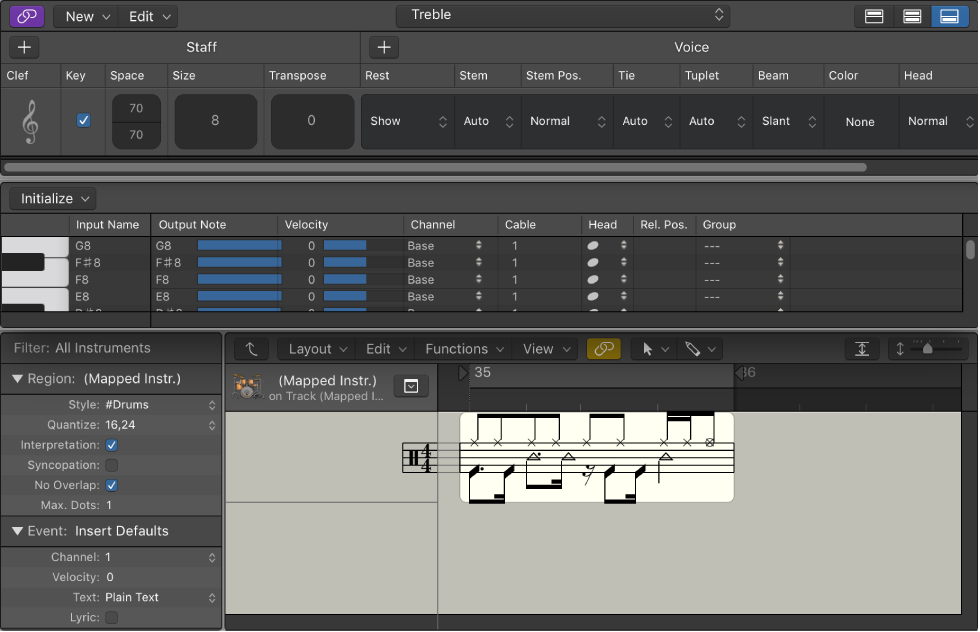 New Edit Treble
Staff Voice
Clef Key Space Size Transpose Rest Stem Stem Pos. Tie Tuplet Beam Color Head
70
8 0 Show Auto Normal Auto Auto Slant None Normal
70
Initialize
Input Name Output Note Velocity Channel Cable Head Rel. Pos. Group
G8 G8 0 Base 1 ---
F♯8 F♯8 0 Base 1 ---
F8 F8 0 Base 1 ---
E8 E8 0 Base 1 ---
Filter: All Instruments
Layout Edit Functions View
Region: (Mapped Instr.)
Style: #Drums
Quantize: 16,24
Interpretation:
Syncopation:
No Overlap:
Max. Dots: 1
Event: Insert Defaults
Channel: 1
Velocity: 0
Text: Plain Text
Lyric:
(Mapped Instr.)
on Track (Mapped I...
35 36
4
4